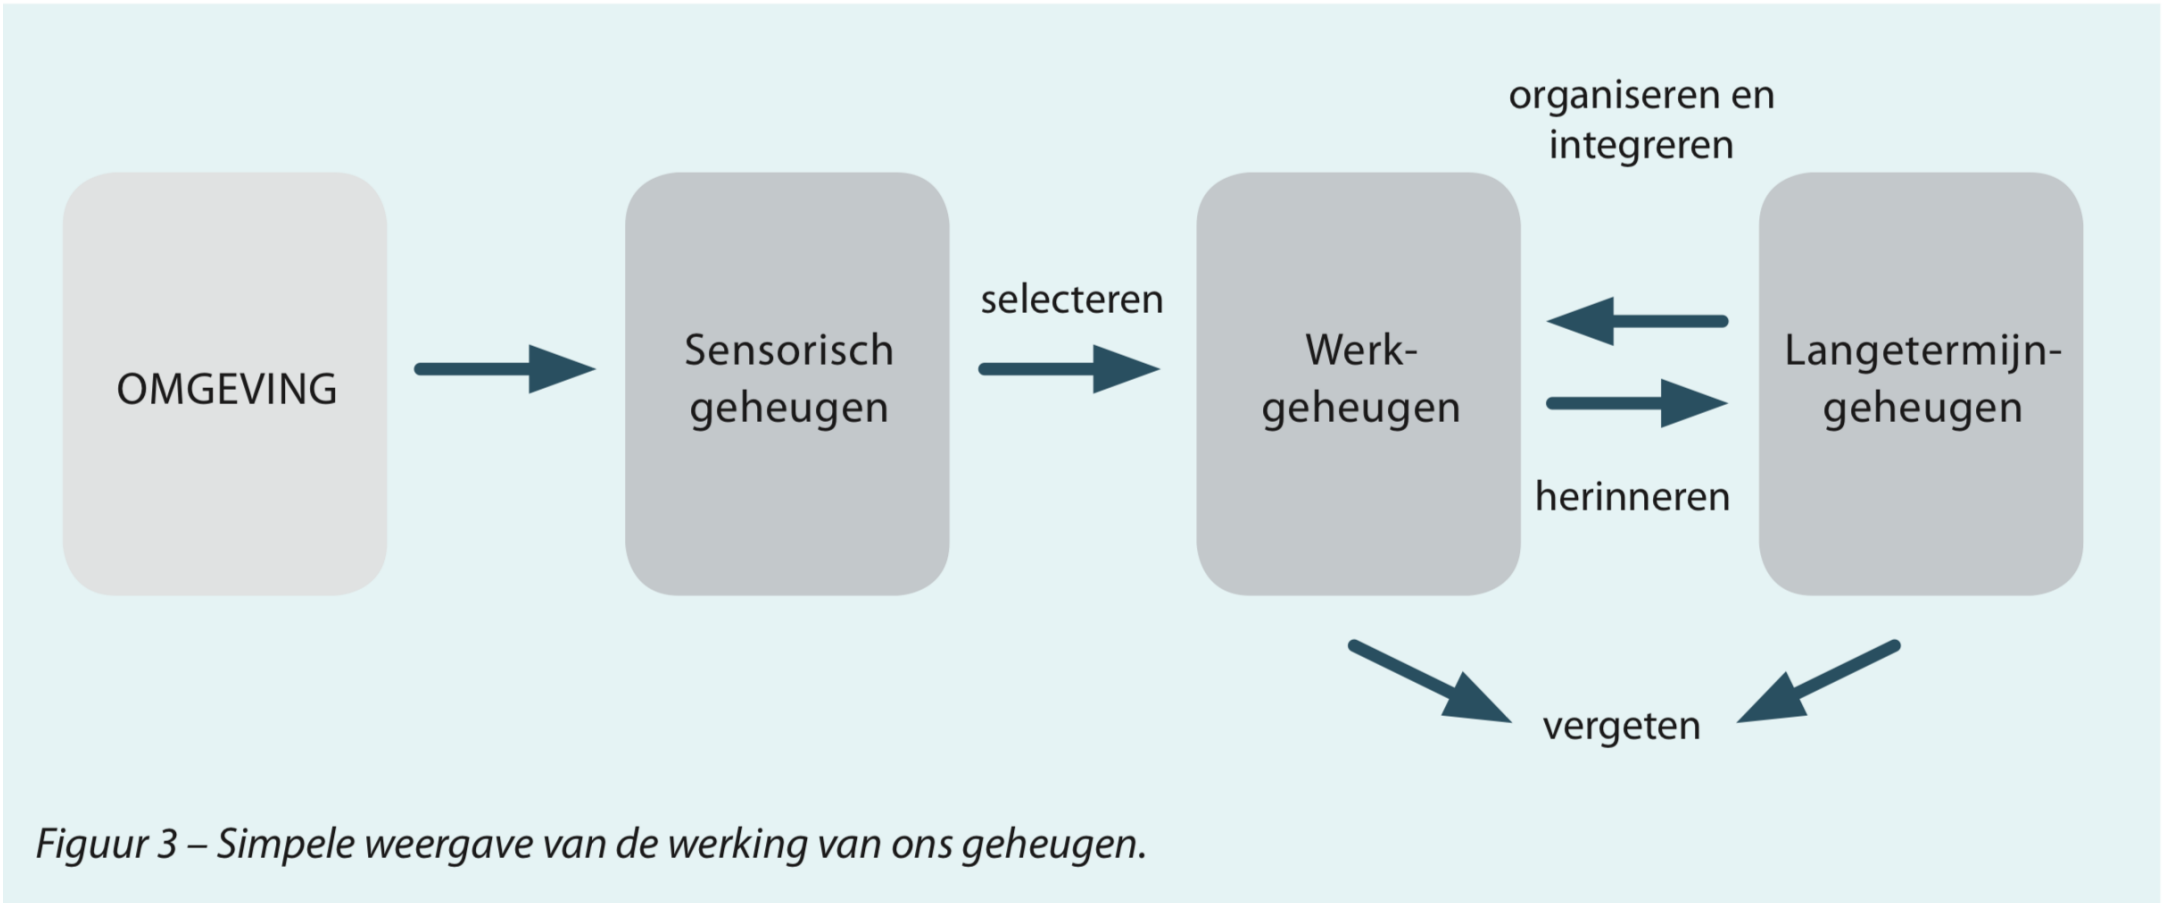 organiseren en
integreren
OMGEVING
Sensorisch
geheugen
selecteren
Werk-
geheugen
Langetermijn-
geheugen
herinneren
vergeten
Figuur 3 – Simpele weergave van de werking van ons geheugen.